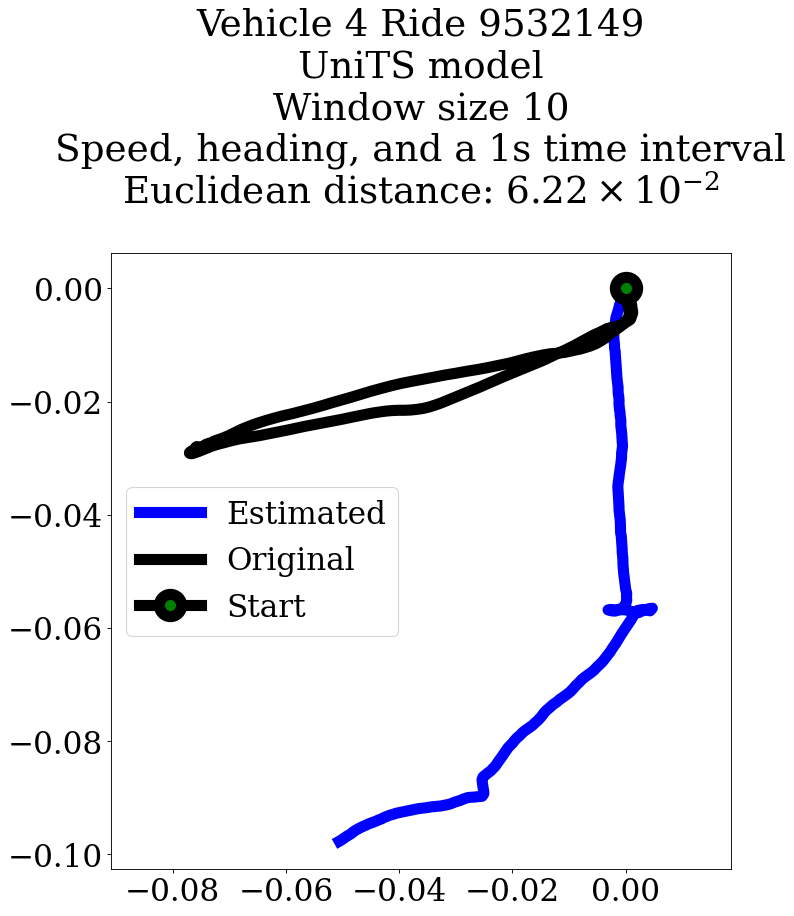 Vehicle 4 Ride 9532149
UniTS model
Window size 10
Speed, heading, and a 1s time interval
Euclidean distance: 6.22 × 10⁻²
0.00
−0.02
−0.04
−0.06
−0.08
−0.10
Estimated
Original
Start
−0.08 −0.06 −0.04 −0.02 0.00